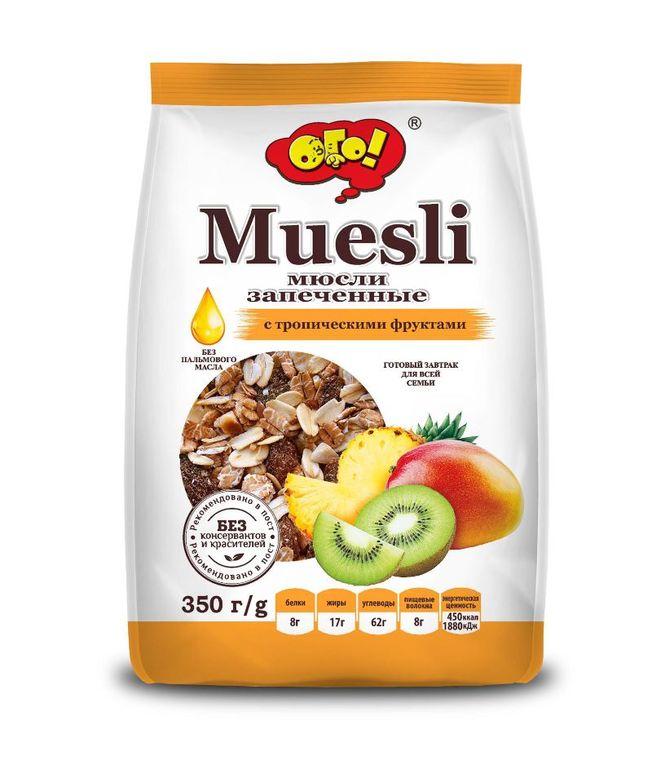 ОГО!
®
Muesli
мюсли
запеченные
с тропическими фруктами
БЕЗ
ПАЛЬМОВОГО
МАСЛА
ГОТОВЫЙ ЗАВТРАК
ДЛЯ ВСЕЙ
СЕМЬИ
Рекомендовано в пост
БЕЗ
консервантов
и красителей
Рекомендовано в пост
350 г/g
белки
8г
жиры
17г
углеводы
62г
пищевые
волокна
8г
энергетическая
ценность
450ккал
1880кДж